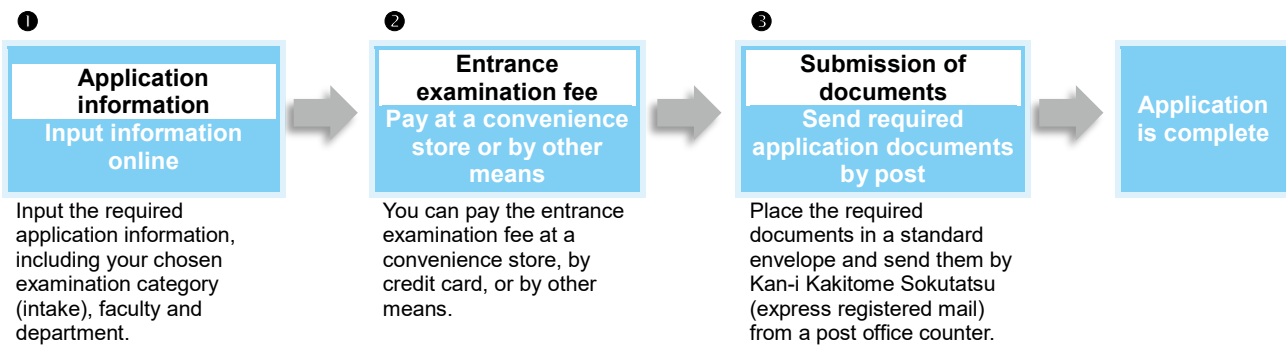 ❶
Application
information
Input information
online
Input the required
application information,
including your chosen
examination category
(intake), faculty and
department.
❷
Entrance
examination fee
Pay at a convenience
store or by other
means
You can pay the entrance
examination fee at a
convenience store, by
credit card, or by other
means.
❸
Submission of
documents
Send required
application documents
by post
Place the required
documents in a standard
envelope and send them by
Kan-i Kakitome Sokutatsu
(express registered mail)
from a post office counter.
Application
is complete